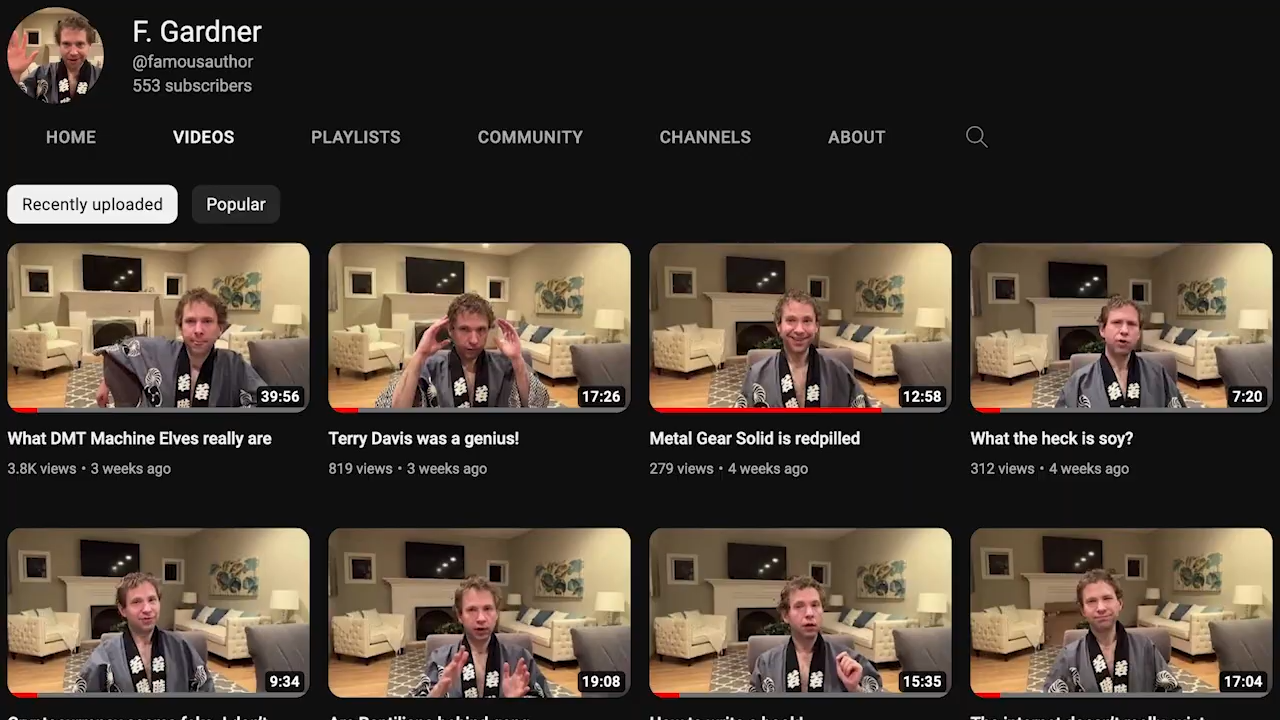 F. Gardner
@famousauthor
553 subscribers
HOME VIDEOS PLAYLISTS COMMUNITY CHANNELS ABOUT
Recently uploaded Popular
39:56 17:26 12:58 7:20
What DMT Machine Elves really are Terry Davis was a genius! Metal Gear Solid is redpilled What the heck is soy?
3.8K views • 3 weeks ago 819 views • 3 weeks ago 279 views • 4 weeks ago 312 views • 4 weeks ago
9:34 19:08 15:35 17:04